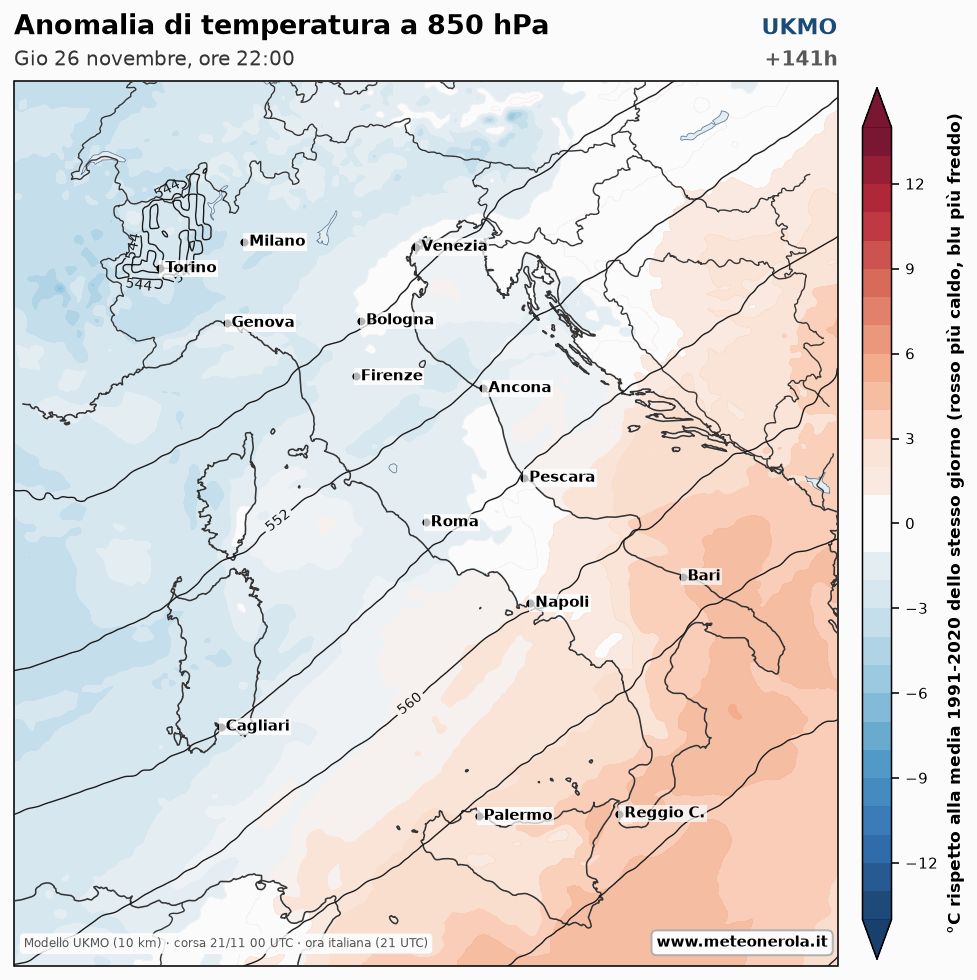 Anomalia di temperatura a 850 hPa
UKMO
Gio 26 novembre, ore 22:00
+141h
544
Milano
Venezia
Torino
544
Genova
Bologna
Firenze
Ancona
Pescara
552
Roma
Bari
Napoli
560
Cagliari
Palermo
Reggio C.
Modello UKMO (10 km) · corsa 21/11 00 UTC · ora italiana (21 UTC)
www.meteonerola.it
12
9
6
3
0
−3
−6
−9
−12
°C rispetto alla media 1991-2020 dello stesso giorno (rosso più caldo, blu più freddo)